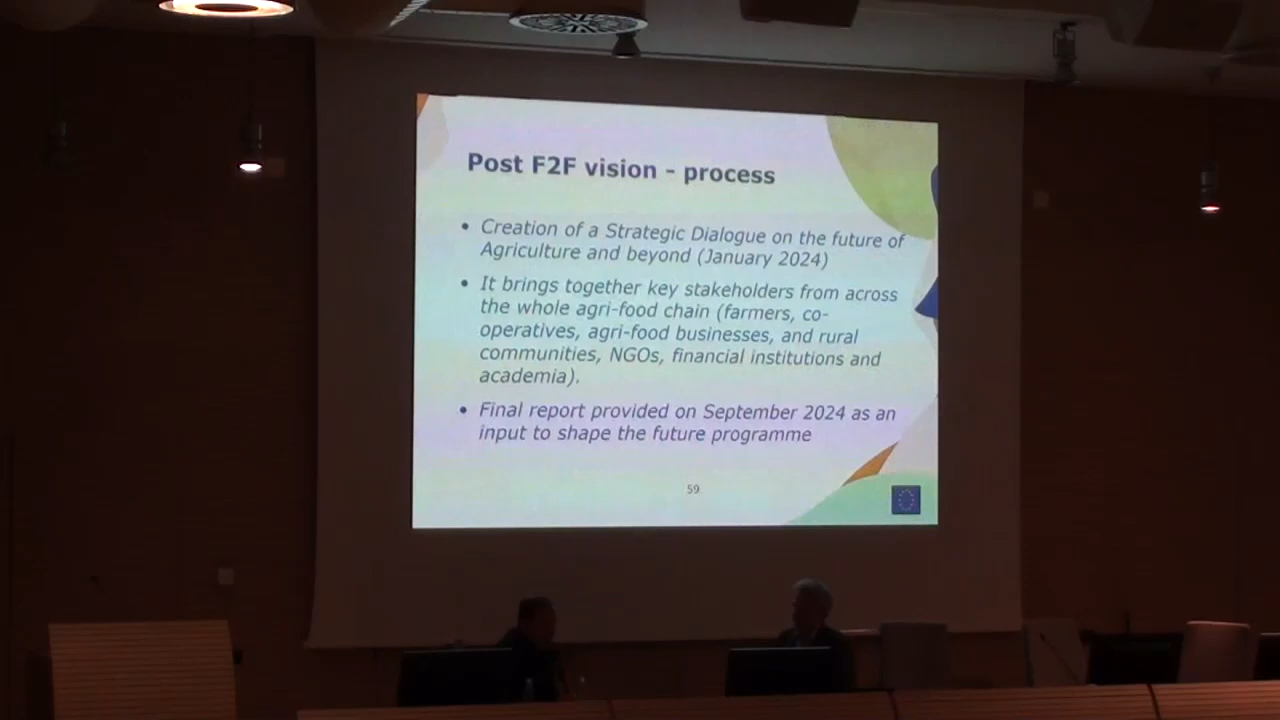 Post F2F vision - process
• Creation of a Strategic Dialogue on the future of
Agriculture and beyond (January 2024)
• It brings together key stakeholders from across
the whole agri-food chain (farmers, co-
operatives, agri-food businesses, and rural
communities, NGOs, financial institutions and
academia).
• Final report provided on September 2024 as an
input to shape the future programme
59